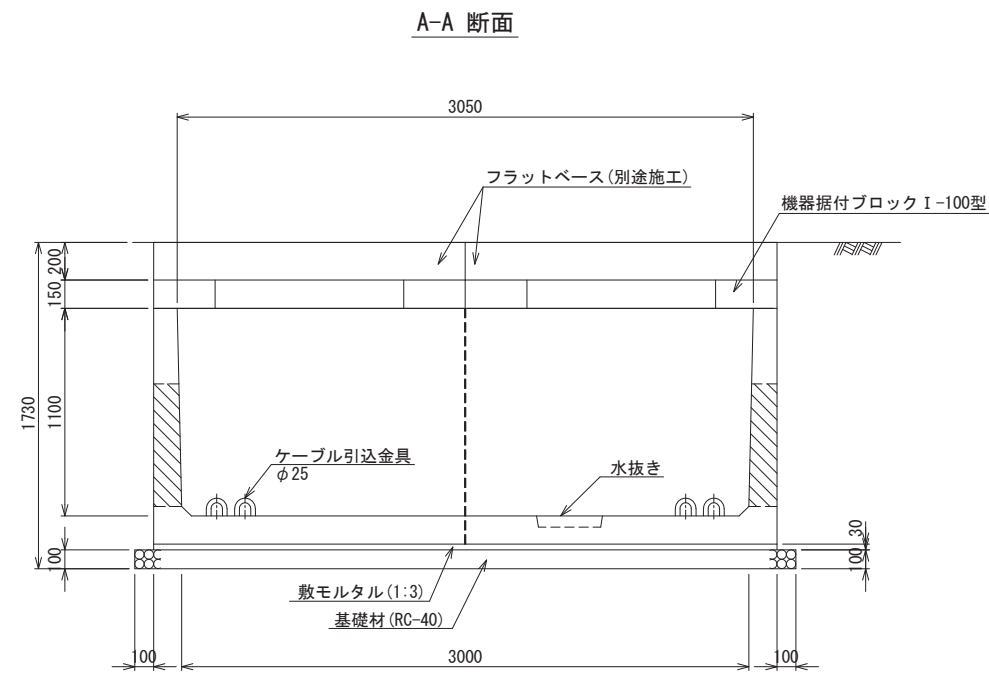 A-A 断面
3050
フラットベース(別途施工)
機器据付ブロックⅠ-100型
200
150
1100
1730
100
ケーブル引込金具
φ25
水抜き
30
100
敷モルタル(1:3)
基礎材(RC-40)
100
3000
100